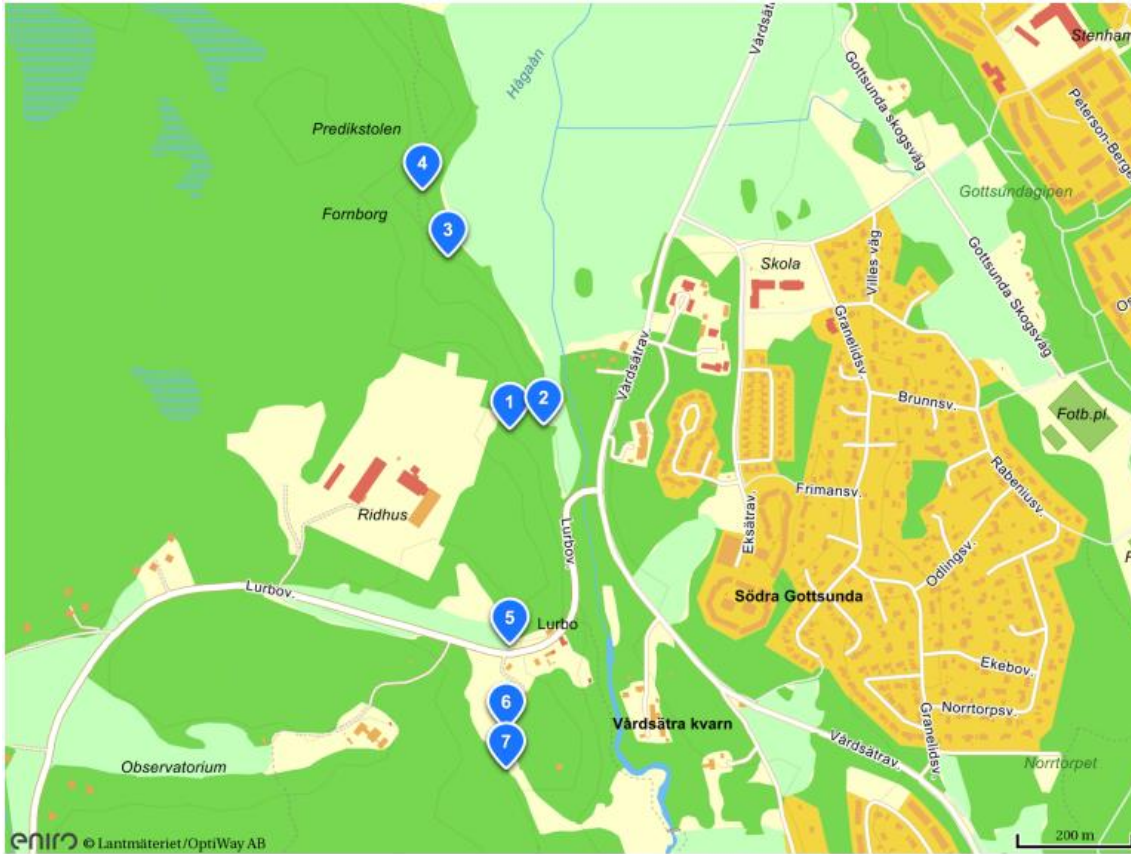 Vårdsätrav.
Stenham
Hågaån
Gottsunda skogsväg
Peterson-Berge
Predikstolen
4
Gottsundagipen
Fornborg
3
Villes väg
Gottsunda Skogsväg
Skola
Os
Granelidsv.
Vårdsätrav.
Brunnsv.
1
2
Fotb.pl.
Rabeniusv.
Frimansv.
Ridhus
Eksätrav.
Lurbov.
Odlingsv.
Lurbov.
Södra Gottsunda
5
Lurbo
Ekebov.
6
Norrtorpsv.
Vårdsätra kvarn
7
Granelidsv.
Vårdsätrav.
Observatorium
Norrtorpet
200 m
eniro © Lantmäteriet/OptiWay AB